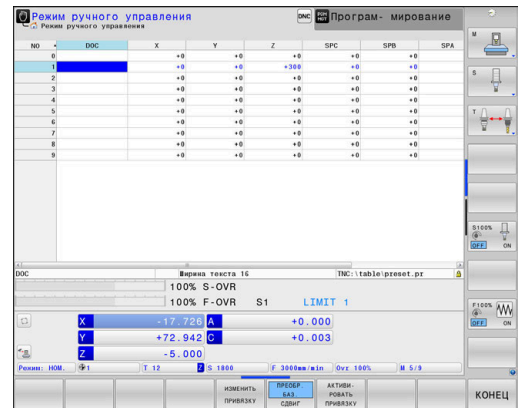 Режим ручного управления
Режим ручного управления
DNC
PGM MGT
Програм- мирование
NO DOC X Y Z SPC SPB SPA
0 +0 +0 +0 +0 +0
1 +0 +0 +300 +0 +0
2 +0 +0 +0 +0 +0
3 +0 +0 +0 +0 +0
4 +0 +0 +0 +0 +0
5 +0 +0 +0 +0 +0
6 +0 +0 +0 +0 +0
7 +0 +0 +0 +0 +0
8 +0 +0 +0 +0 +0
9 +0 +0 +0 +0 +0
DOC Ширина текста 16 TNC:\table\preset.pr
100% S-OVR
100% F-OVR S1 LIMIT 1
X -17.726 A +0.000
Y +72.942 C +0.003
Z -5.000
Режим: НОМ. 1 T 12 Z S 1800 F 3000mm/min Ovr 100% M 5/9
ИЗМЕНИТЬ ПРИВЯЗКУ
ПРЕОБР. БАЗ. СДВИГ
АКТИВИ- РОВАТЬ ПРИВЯЗКУ
КОНЕЦ
M
S
T
S100%
OFF ON
F100%
OFF ON